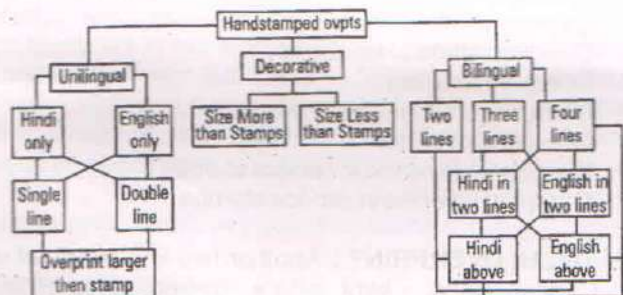 Handstamped ovpts
Unilingual
Decorative
Bilingual
Hindi
only
English
only
Size More
than Stamps
Size Less
than Stamps
Two
lines
Three
lines
Four
lines
Single
line
Double
line
Hindi in
two lines
English in
two lines
Overprint larger
then stamp
Hindi
above
English
above